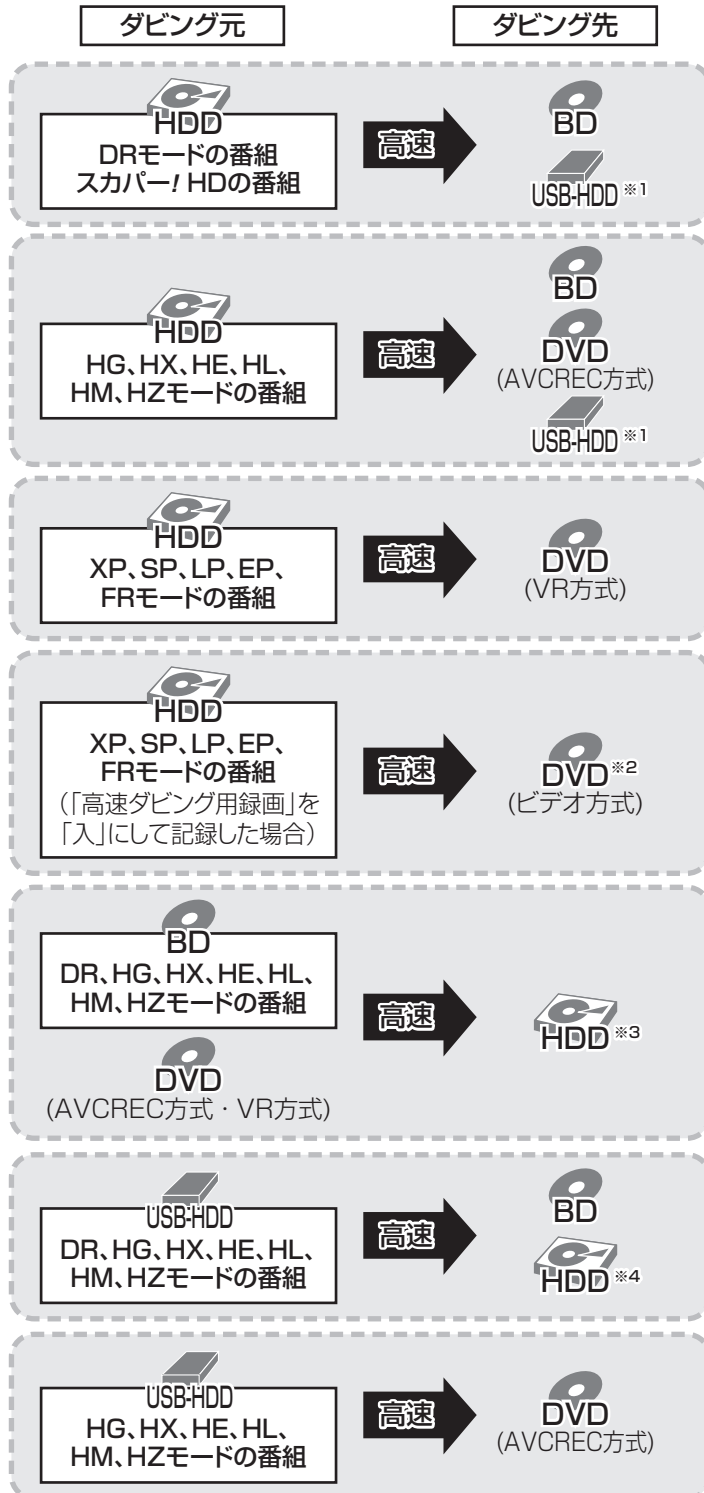 ダビング元
ダビング先
HDD
DRモードの番組
スカパー! HDの番組
高速
BD
USB-HDD ※1
HDD
HG、HX、HE、HL、
HM、HZモードの番組
高速
BD
DVD
(AVCREC方式)
USB-HDD ※1
HDD
XP、SP、LP、EP、
FRモードの番組
高速
DVD
(VR方式)
HDD
XP、SP、LP、EP、
FRモードの番組
(「高速ダビング用録画」を
「入」にして記録した場合)
高速
DVD※2
(ビデオ方式)
BD
DR、HG、HX、HE、HL、
HM、HZモードの番組
DVD
(AVCREC方式・VR方式)
高速
HDD ※3
USB-HDD
DR、HG、HX、HE、HL、
HM、HZモードの番組
高速
BD
HDD ※4
USB-HDD
HG、HX、HE、HL、
HM、HZモードの番組
高速
DVD
(AVCREC方式)